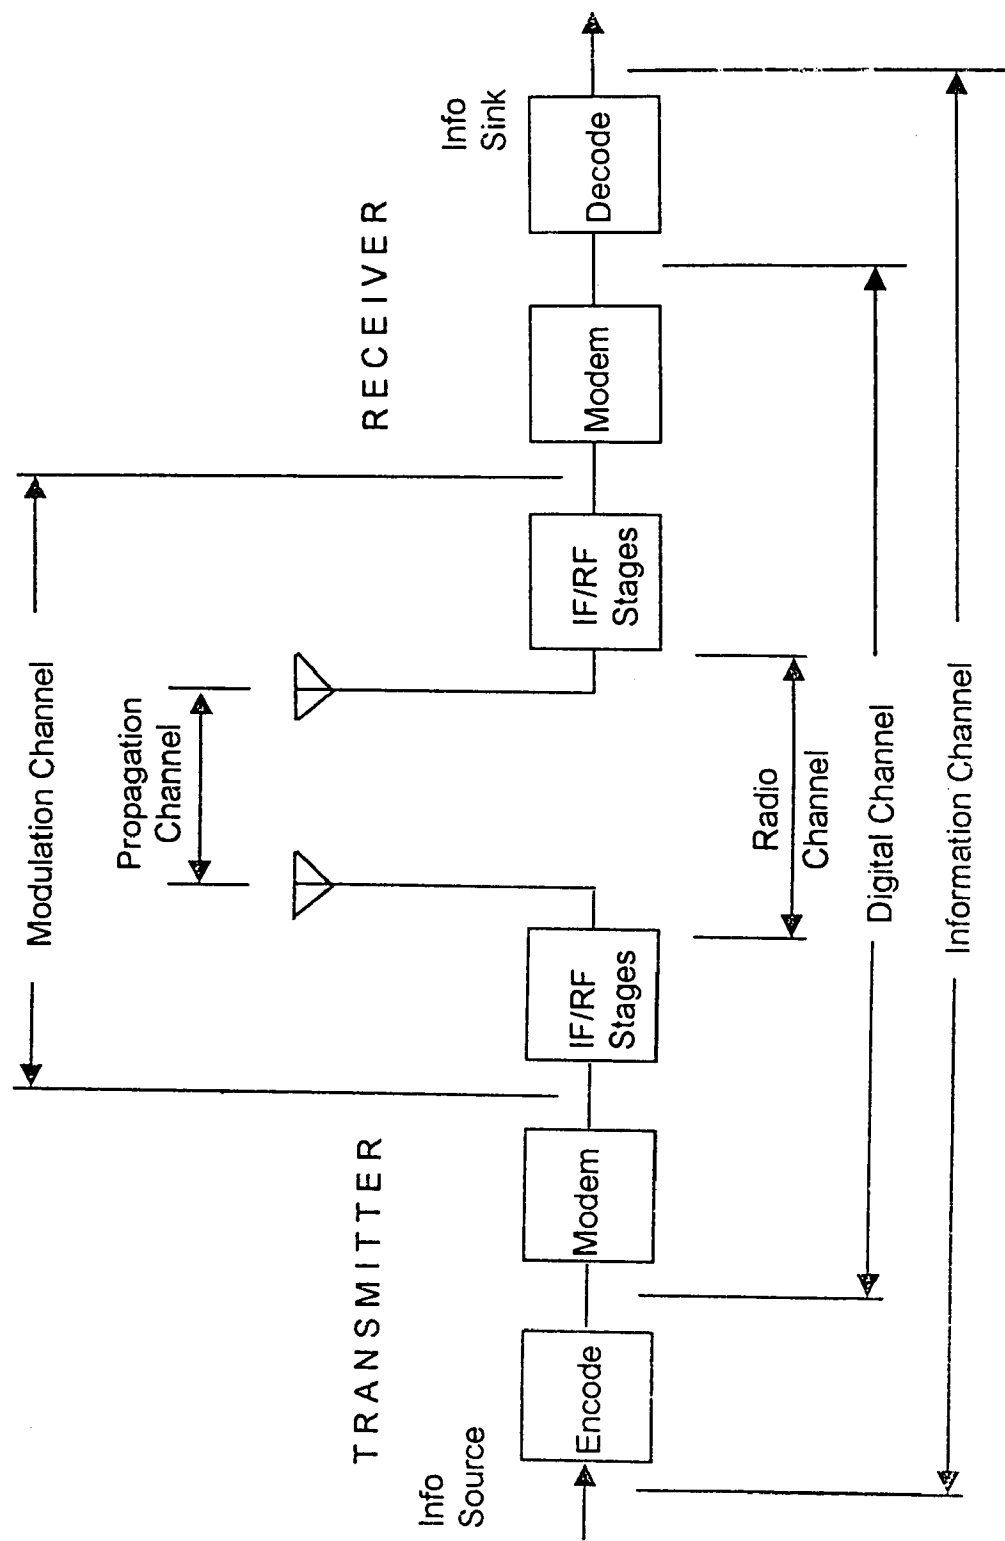 Modulation Channel
Propagation
Channel
TRANSMITTER
RECEIVER
Info
Source
Info
Sink
Encode
Modem
IF/RF
Stages
IF/RF
Stages
Modem
Decode
Radio
Channel
Digital Channel
Information Channel